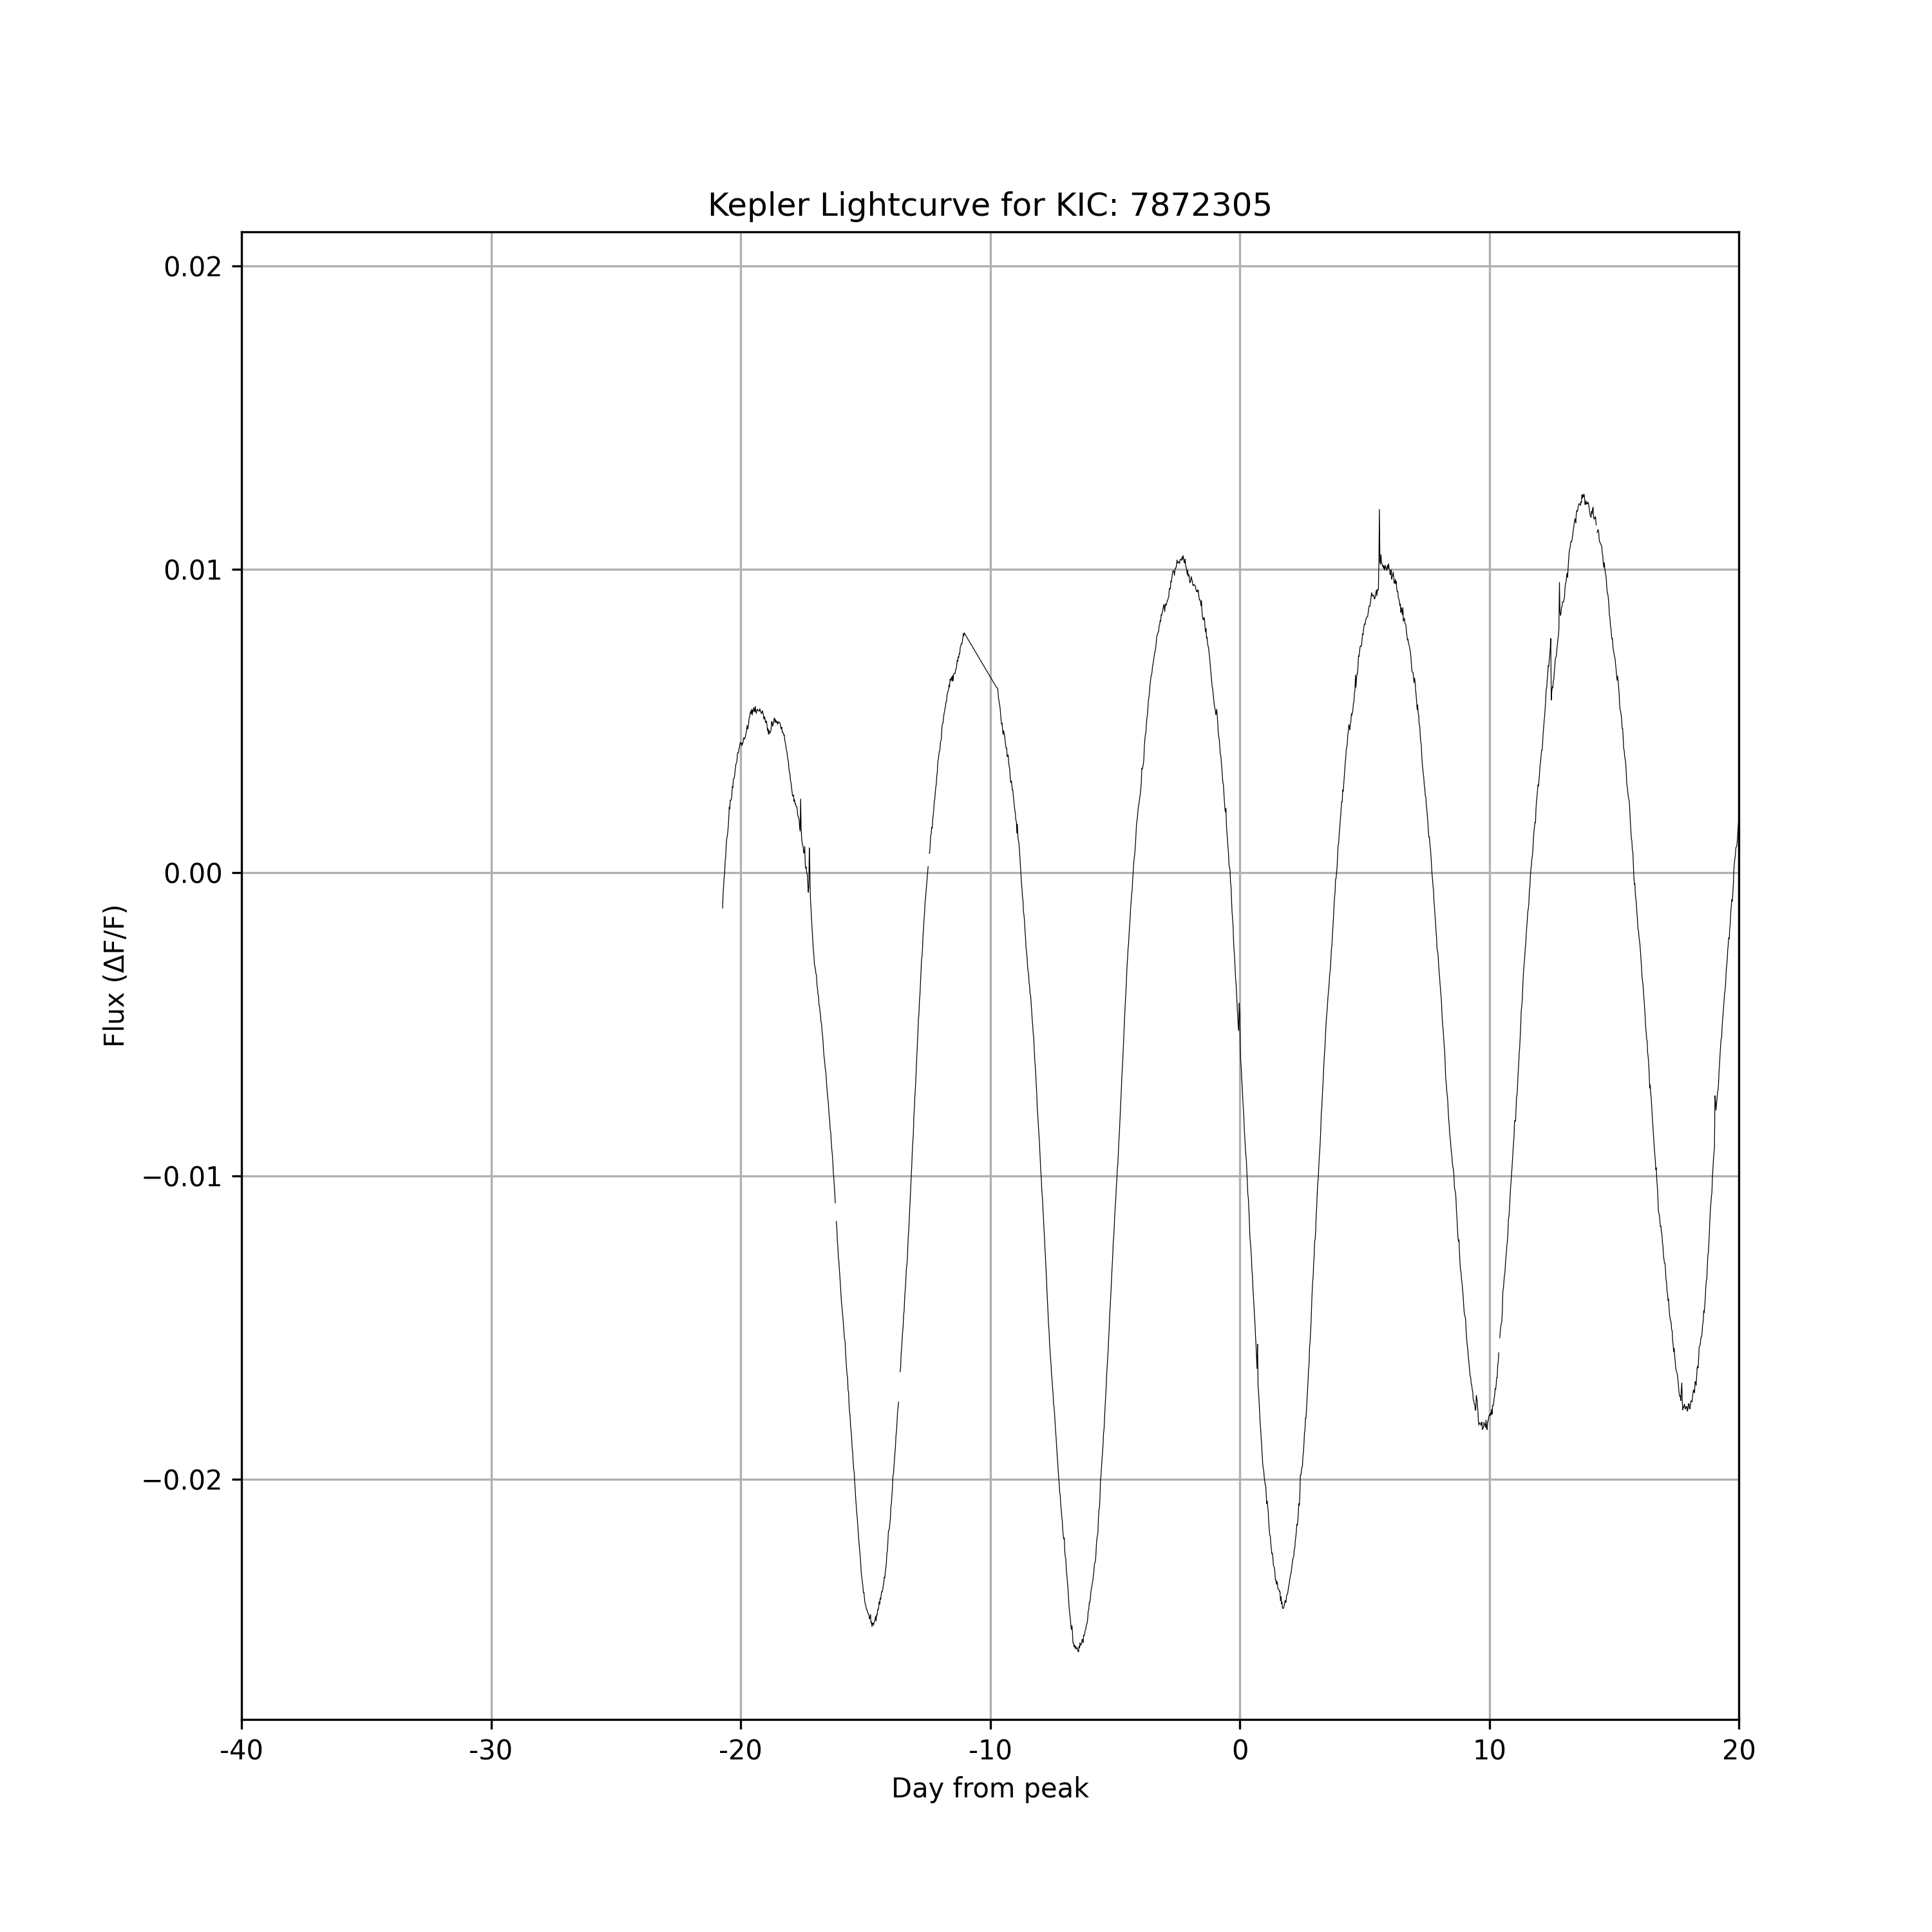 Kepler Lightcurve for KIC: 7872305
0.02
0.01
0.00
−0.01
−0.02
Flux (ΔF/F)
-40 -30 -20 -10 0 10 20
Day from peak